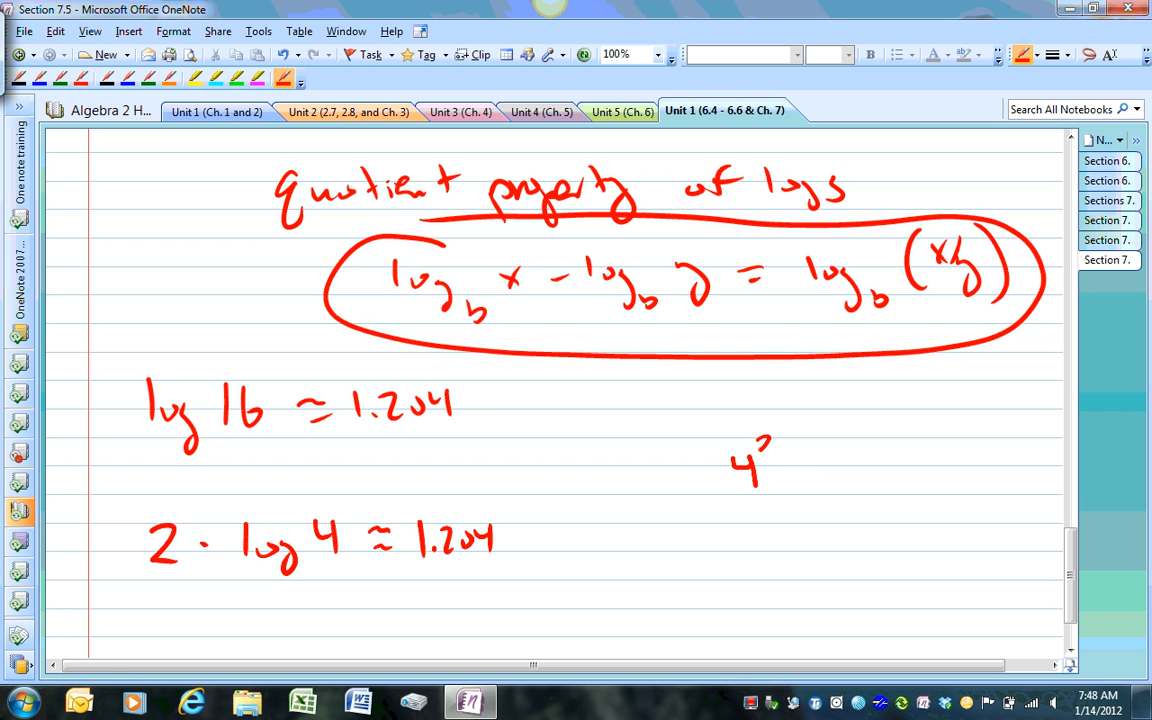 Section 7.5 - Microsoft Office OneNote
File Edit View Insert Format Share Tools Table Window Help
New Task Tag Clip 100%
Algebra 2 H... Unit 1 (Ch. 1 and 2) Unit 2 (2.7, 2.8, and Ch. 3) Unit 3 (Ch. 4) Unit 4 (Ch. 5) Unit 5 (Ch. 6) Unit 1 (6.4 - 6.6 & Ch. 7) Search All Notebooks
One note training
OneNote 2007...
N...
Section 6.
Section 6.
Sections 7.
Section 7.
Section 7.
Section 7.
quotient property of logs
log_b x - log_b y = log_b (x/y)
log 16 ≈ 1.204
4²
2 · log 4 ≈ 1.204
7:48 AM
1/14/2012